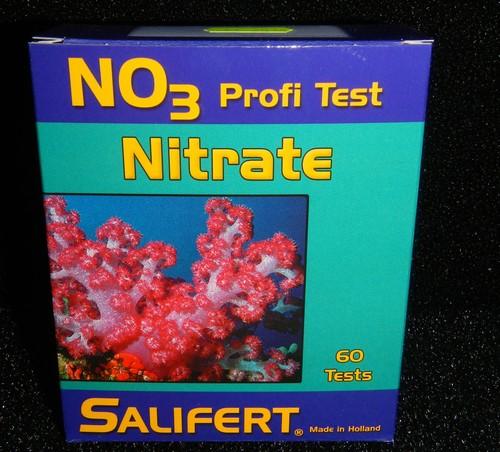 NO3 Profi Test
Nitrate
60
Tests
SALIFERT® Made in Holland